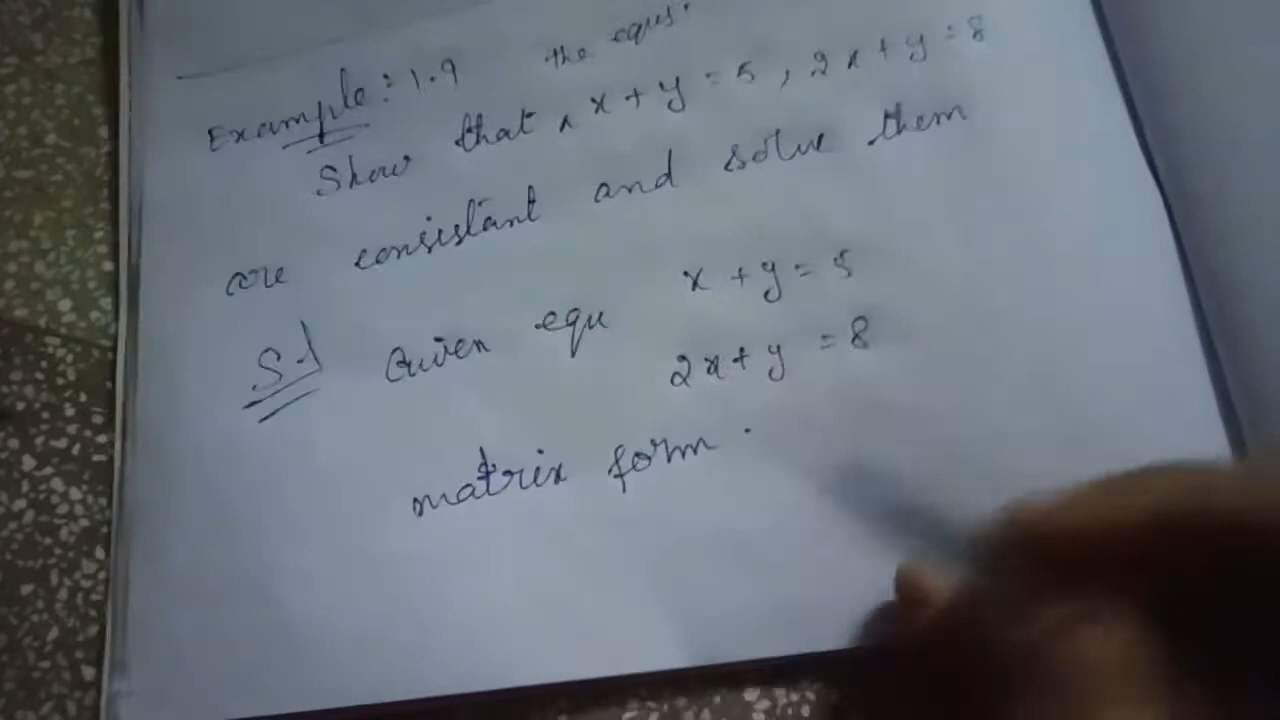 Example : 1.9 the equs.
Show that ʌ x + y = 5 , 2x + y = 8
are consistant and solve them
Sol Given equ x + y = 5
2x + y = 8
matrix form .